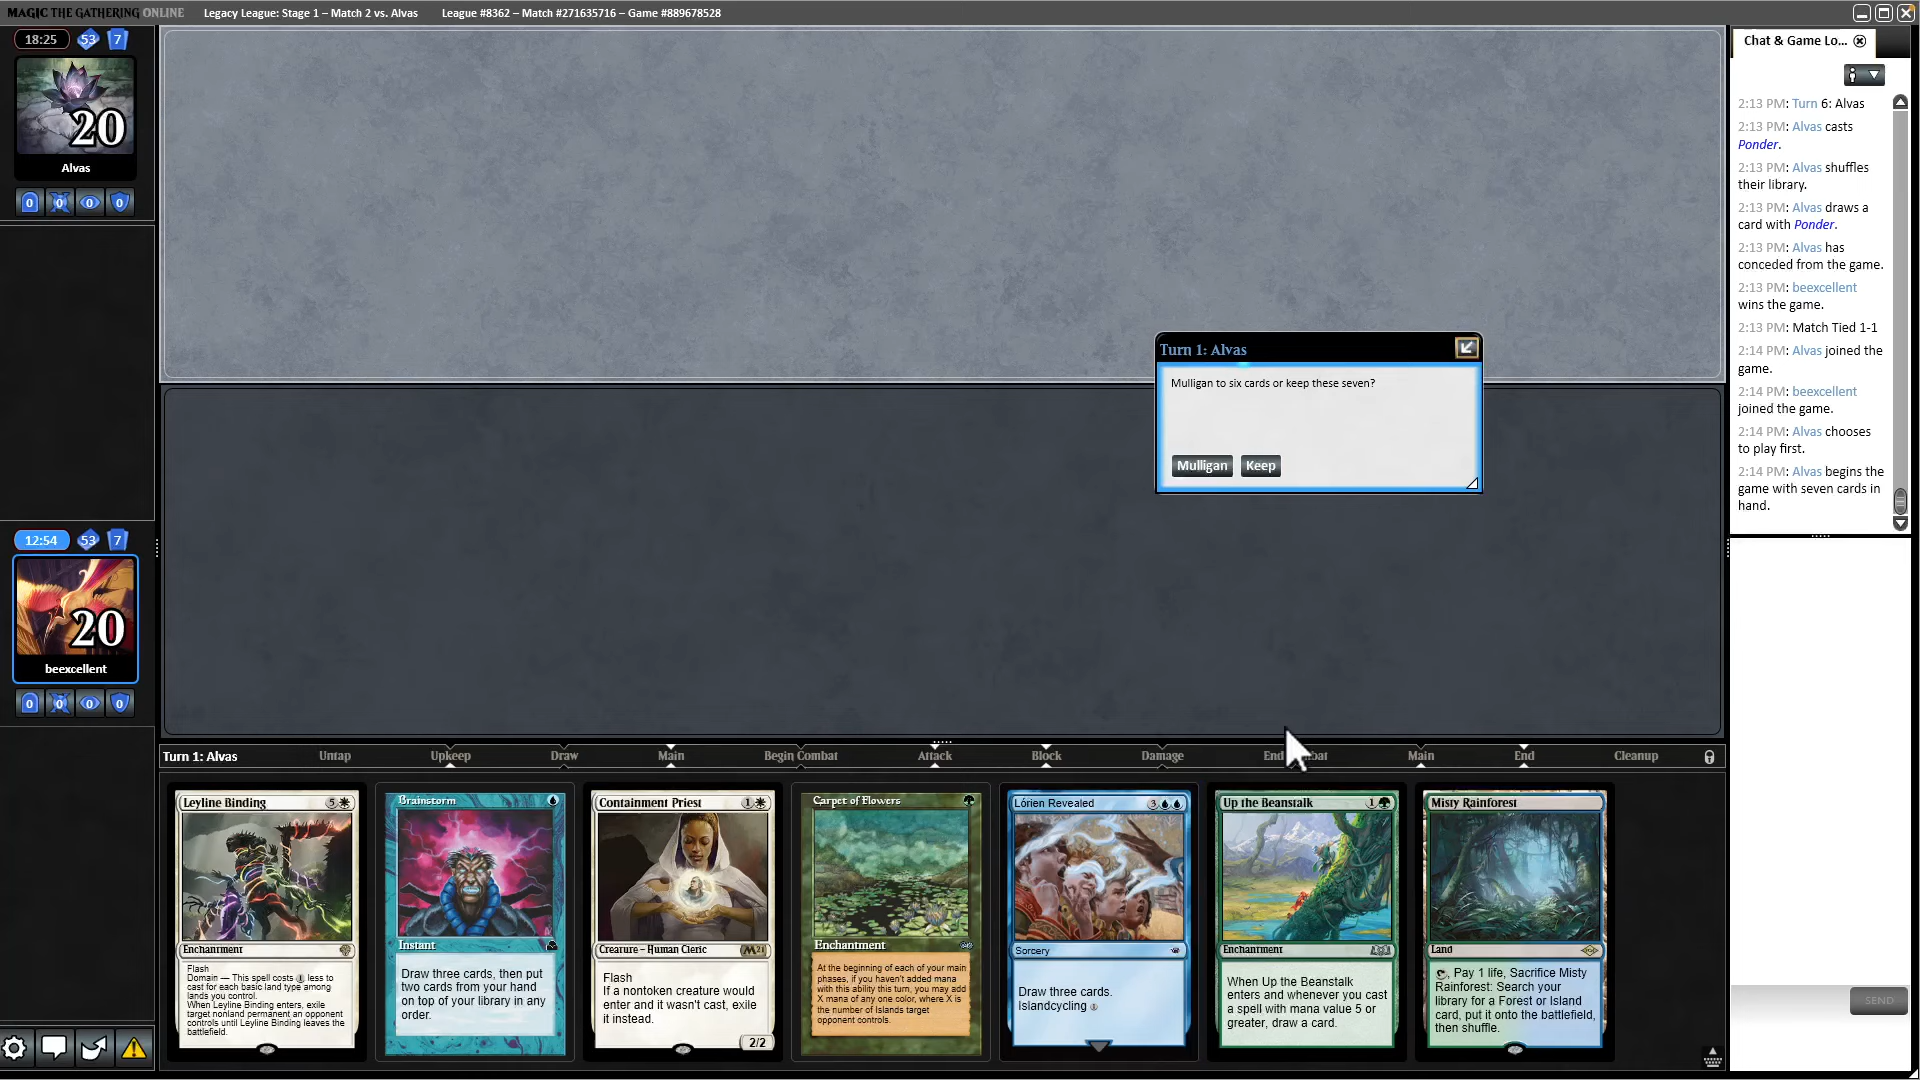 MAGIC THE GATHERING ONLINE
Legacy League: Stage 1 – Match 2 vs. Alvas
League #8362 – Match #271635716 – Game #889678528
18:25
53
7
20
Alvas
0
0
0
0
12:54
53
7
20
beexcellent
0
0
0
0
Turn 1: Alvas
Mulligan to six cards or keep these seven?
Mulligan
Keep
Chat & Game Lo...
2:13 PM: Turn 6: Alvas
2:13 PM: Alvas casts
Ponder.
2:13 PM: Alvas shuffles
their library.
2:13 PM: Alvas draws a
card with Ponder.
2:13 PM: Alvas has
conceded from the game.
2:13 PM: beexcellent
wins the game.
2:13 PM: Match Tied 1-1
2:14 PM: Alvas joined the
game.
2:14 PM: beexcellent
joined the game.
2:14 PM: Alvas chooses
to play first.
2:14 PM: Alvas begins the
game with seven cards in
hand.
SEND
Turn 1: Alvas
Untap
Upkeep
Draw
Main
Begin Combat
Attack
Block
Damage
Main
End
Cleanup
Leyline Binding
5
Enchantment
Flash
Domain — This spell costs 1 less to
cast for each basic land type among
lands you control.
When Leyline Binding enters, exile
target nonland permanent an opponent
controls until Leyline Binding leaves the
battlefield.
Brainstorm
Instant
Draw three cards, then put
two cards from your hand
on top of your library in any
order.
Containment Priest
1
Creature – Human Cleric
M21
Flash
If a nontoken creature would
enter and it wasn't cast, exile
it instead.
2/2
Carpet of Flowers
Enchantment
At the beginning of each of your main
phases, if you haven't added mana
with this ability this turn, you may add
X mana of any one color, where X is
the number of Islands target
opponent controls.
Lórien Revealed
3
Sorcery
Draw three cards.
Islandcycling 1
Up the Beanstalk
1
Enchantment
When Up the Beanstalk
enters and whenever you cast
a spell with mana value 5 or
greater, draw a card.
Misty Rainforest
Land
, Pay 1 life, Sacrifice Misty
Rainforest: Search your
library for a Forest or Island
card, put it onto the battlefield,
then shuffle.